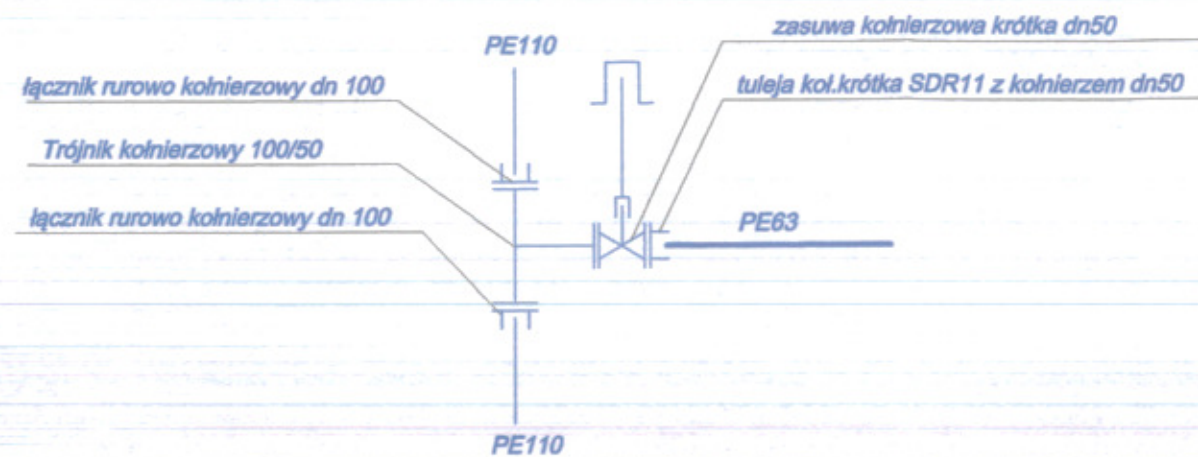 zasuwa kołnierzowa krótka dn50
PE110
łącznik rurowo kołnierzowy dn 100
tuleja koł.krótka SDR11 z kołnierzem dn50
Trójnik kołnierzowy 100/50
łącznik rurowo kołnierzowy dn 100
PE63
PE110